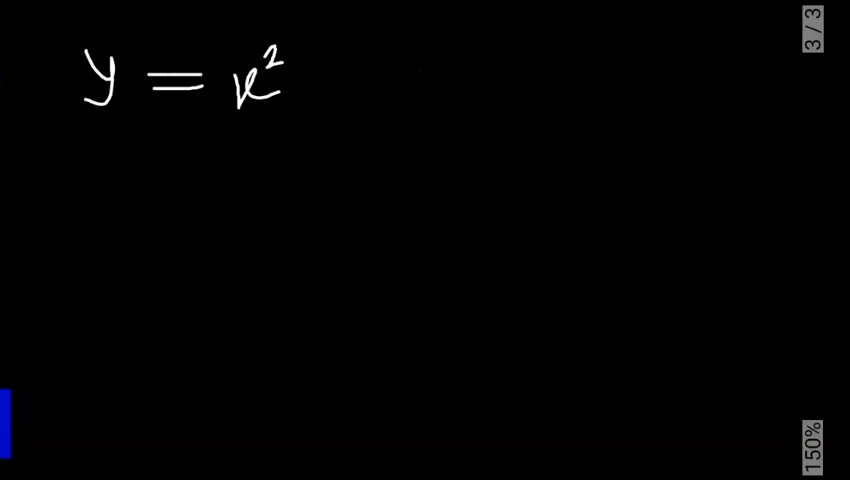 y = x²
3 / 3
150%